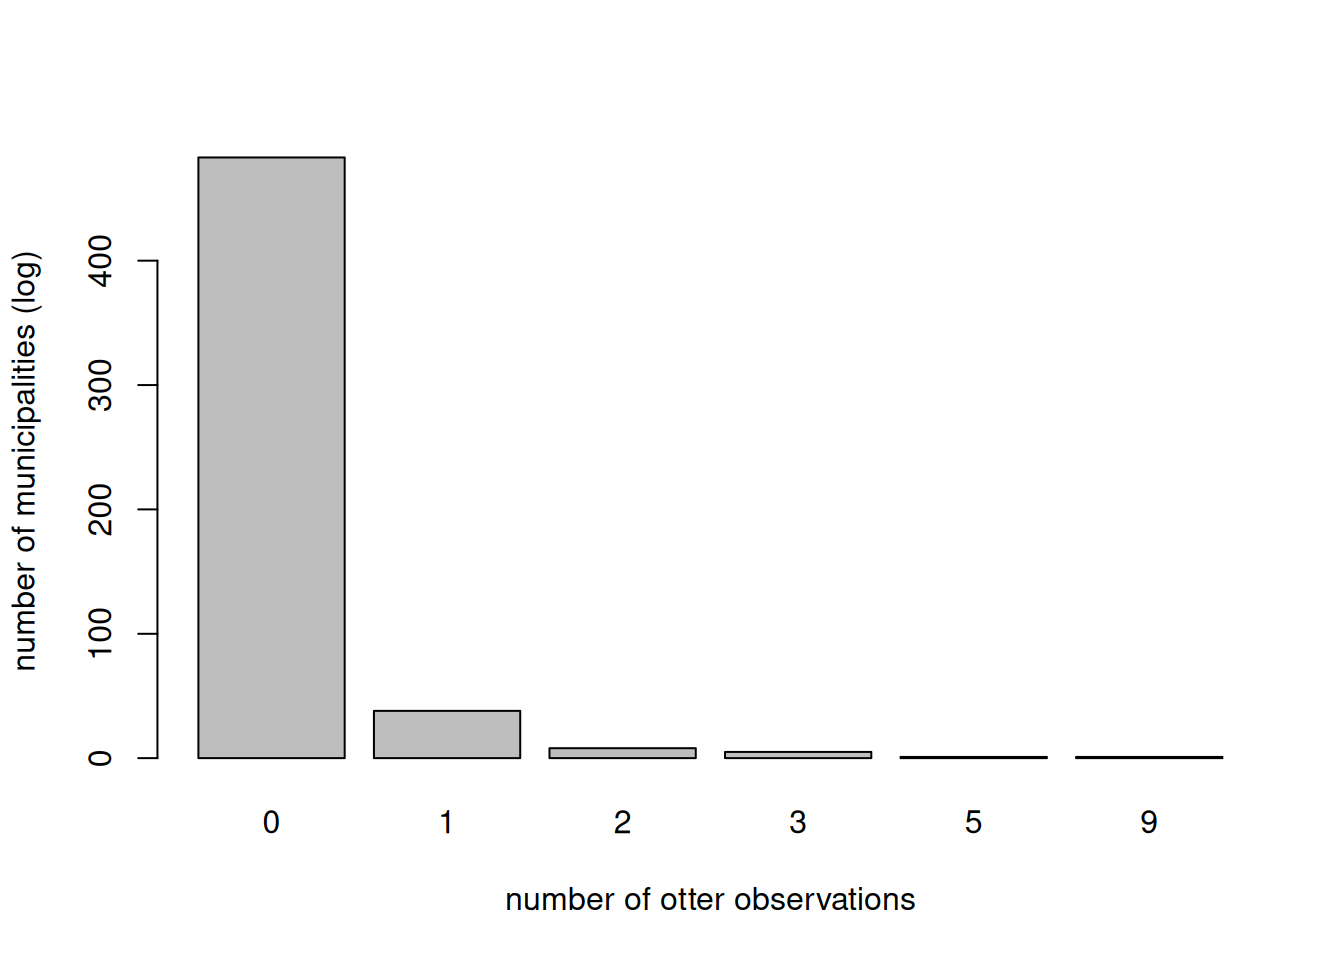 number of municipalities (log)
400
300
200
100
0
0 1 2 3 5 9
number of otter observations